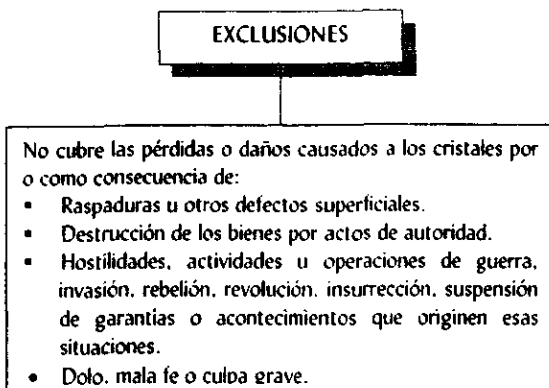 EXCLUSIONES
No cubre las pérdidas o daños causados a los cristales por
o como consecuencia de:
▪ Raspaduras u otros defectos superficiales.
▪ Destrucción de los bienes por actos de autoridad.
▪ Hostilidades, actividades u operaciones de guerra,
invasión, rebelión, revolución, insurrección, suspensión
de garantías o acontecimientos que originen esas
situaciones.
• Dolo, mala fe o culpa grave.